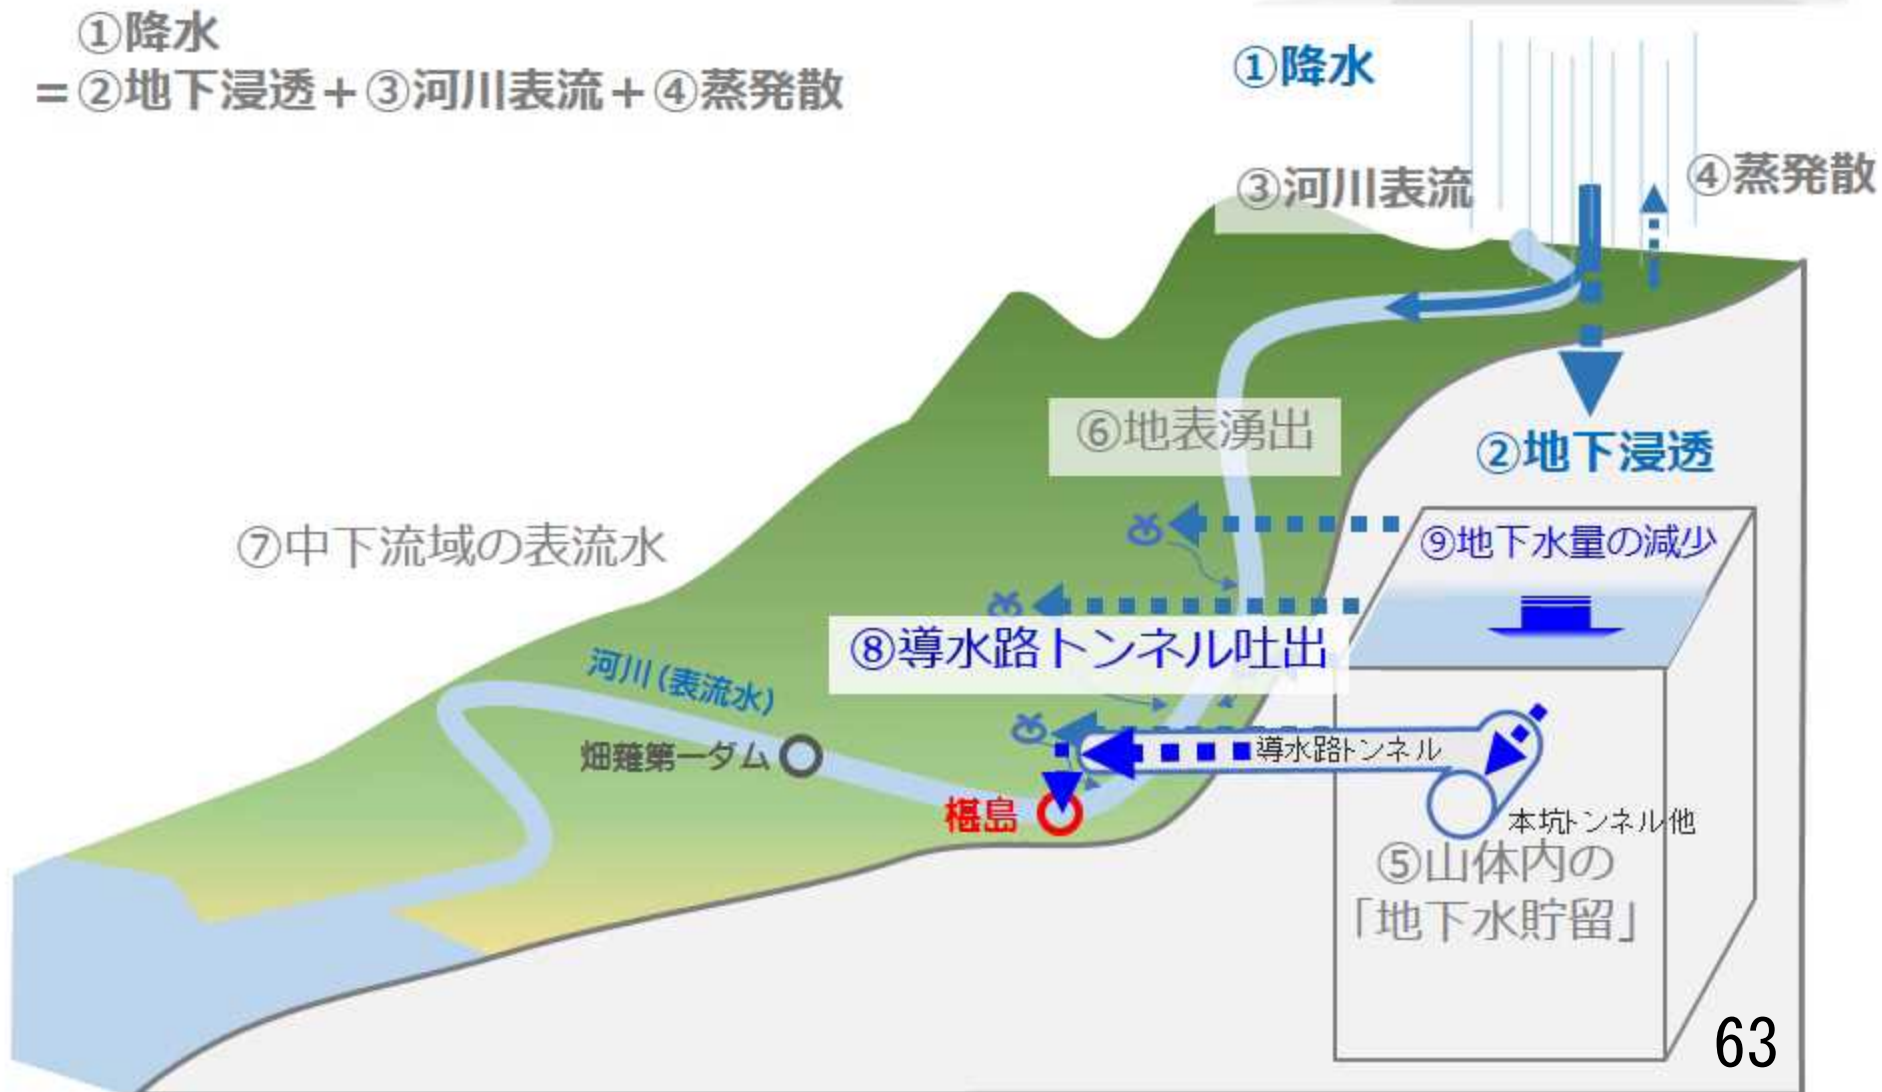 ①降水
＝②地下浸透＋③河川表流＋④蒸発散
①降水
③河川表流
④蒸発散
⑥地表湧出
②地下浸透
⑦中下流域の表流水
⑨地下水量の減少
⑧導水路トンネル吐出
河川(表流水)
畑薙第一ダム
導水路トンネル
椹島
本坑トンネル他
⑤山体内の
「地下水貯留」
63